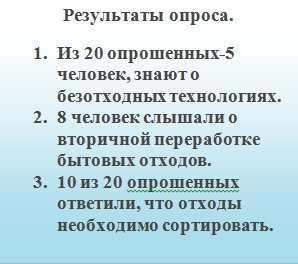 Результаты опроса.
1. Из 20 опрошенных-5
человек, знают о
безотходных технологиях.
2. 8 человек слышали о
вторичной переработке
бытовых отходов.
3. 10 из 20 опрошенных
ответили, что отходы
необходимо сортировать.